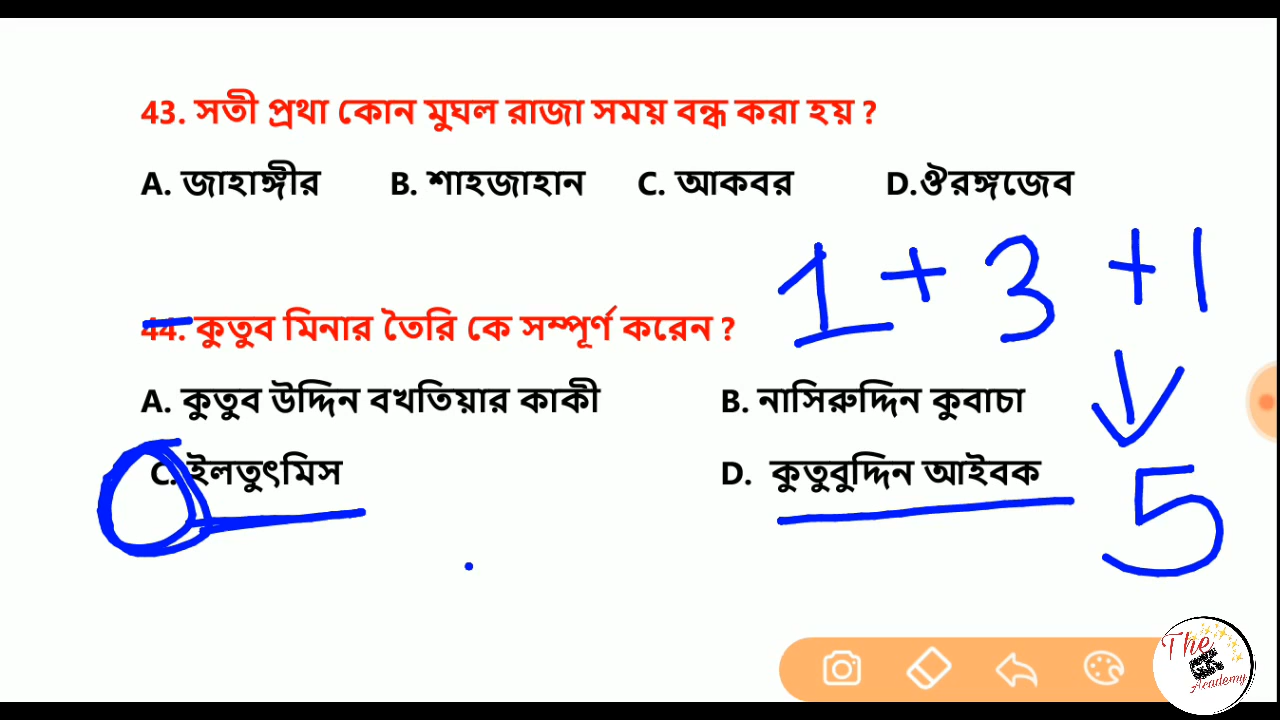 43. সতী প্রথা কোন মুঘল রাজা সময় বন্ধ করা হয় ?
A. জাহাঙ্গীর B. শাহজাহান C. আকবর D.ঔরঙ্গজেব
1 + 3 + 1
44. কুতুব মিনার তৈরি কে সম্পূর্ণ করেন ?
A. কুতুব উদ্দিন বখতিয়ার কাকী B. নাসিরুদ্দিন কুবাচা
C. ইলতুৎমিস D. কুতুবুদ্দিন আইবক
5
The
Academy